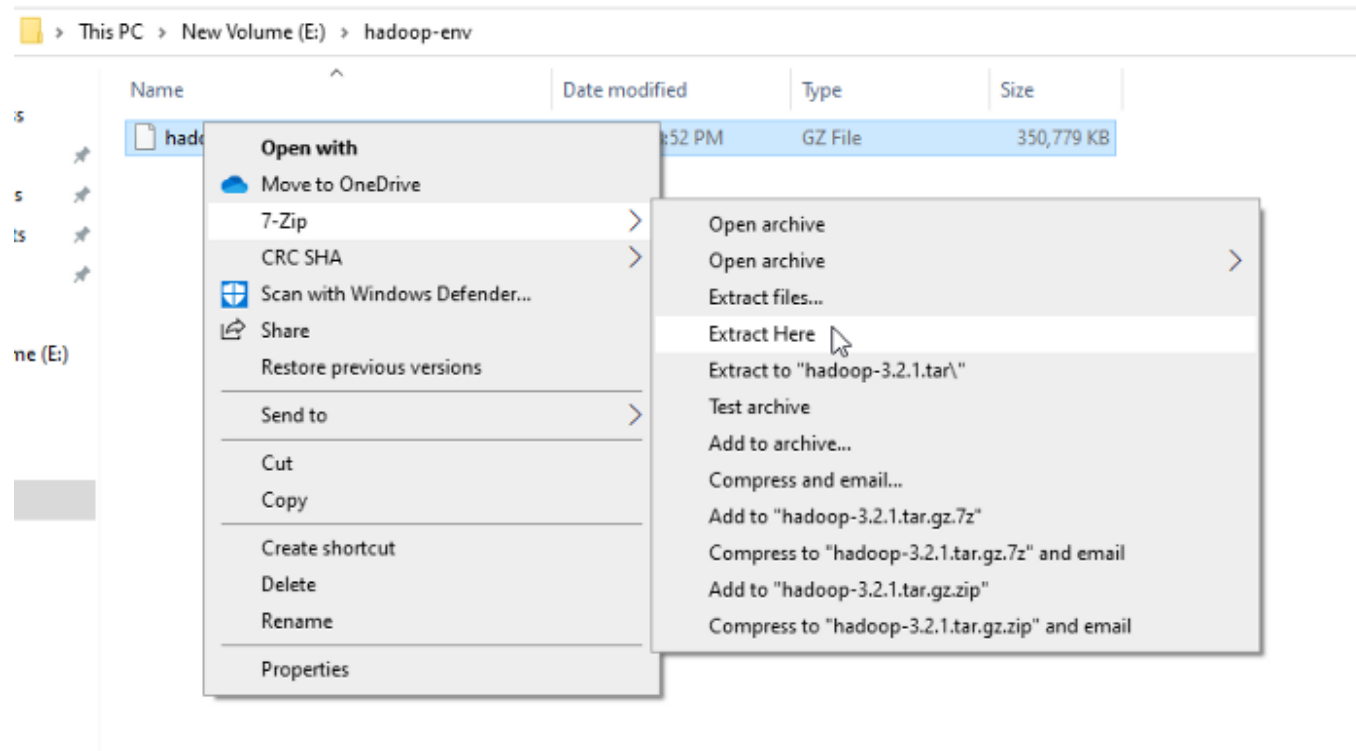 > This PC > New Volume (E:) > hadoop-env
Name Date modified Type Size
:52 PM GZ File 350,779 KB
Open with
Move to OneDrive
7-Zip
CRC SHA
Scan with Windows Defender...
Share
Restore previous versions
Send to
Cut
Copy
Create shortcut
Delete
Rename
Properties
Open archive
Open archive
Extract files...
Extract Here
Extract to "hadoop-3.2.1.tar\"
Test archive
Add to archive...
Compress and email...
Add to "hadoop-3.2.1.tar.gz.7z"
Compress to "hadoop-3.2.1.tar.gz.7z" and email
Add to "hadoop-3.2.1.tar.gz.zip"
Compress to "hadoop-3.2.1.tar.gz.zip" and email
me (E:)